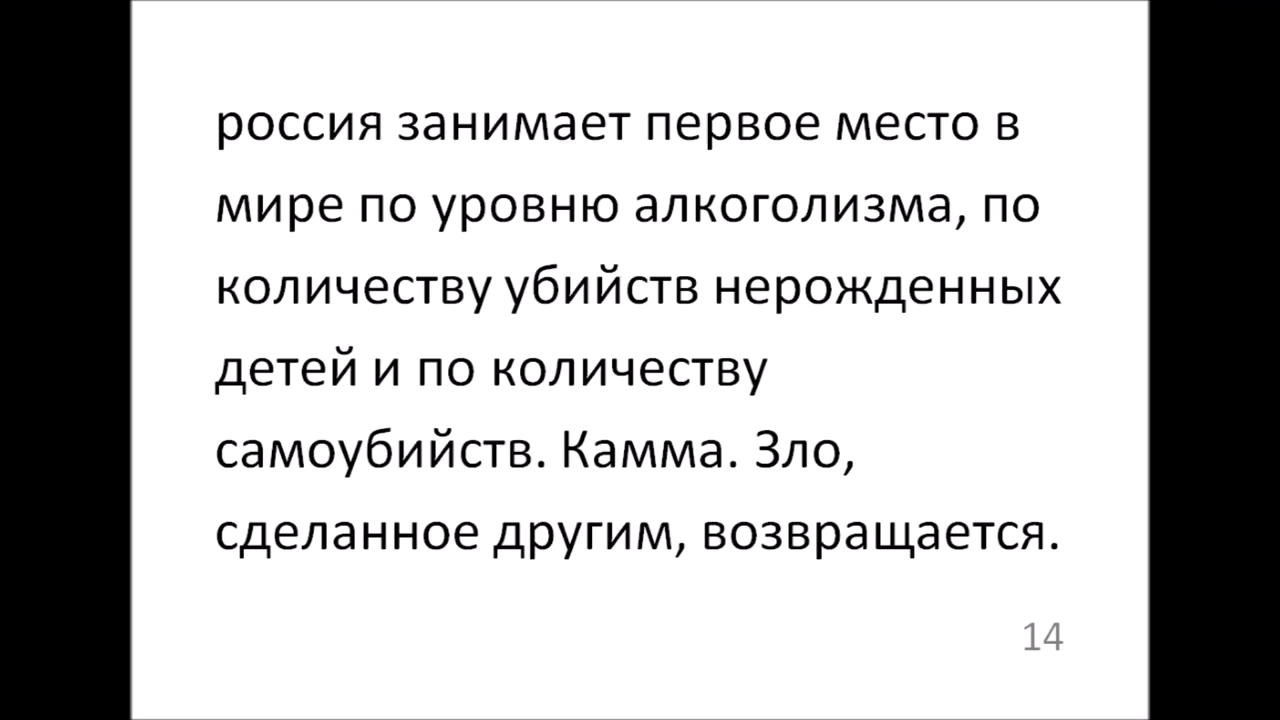 россия занимает первое место в
мире по уровню алкоголизма, по
количеству убийств нерожденных
детей и по количеству
самоубийств. Камма. Зло,
сделанное другим, возвращается.
14